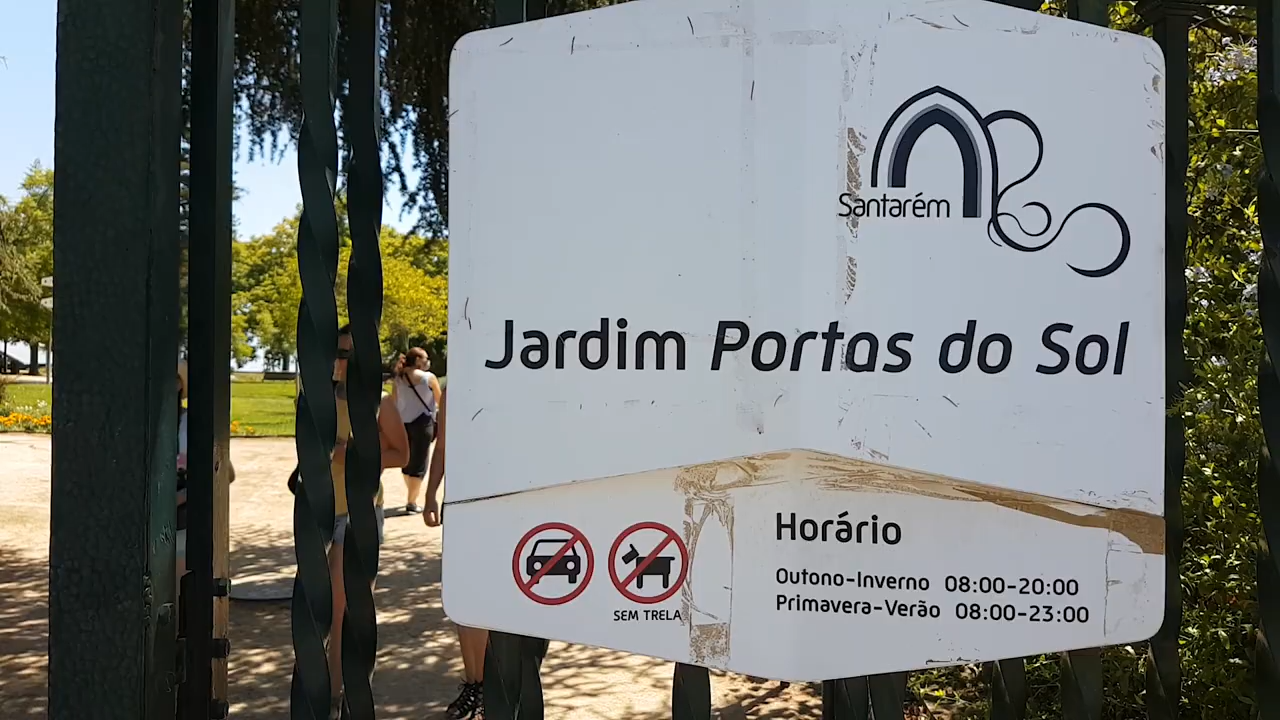 Santarém
Jardim Portas do Sol
Horário
Outono-Inverno 08:00-20:00
Primavera-Verão 08:00-23:00
SEM TRELA